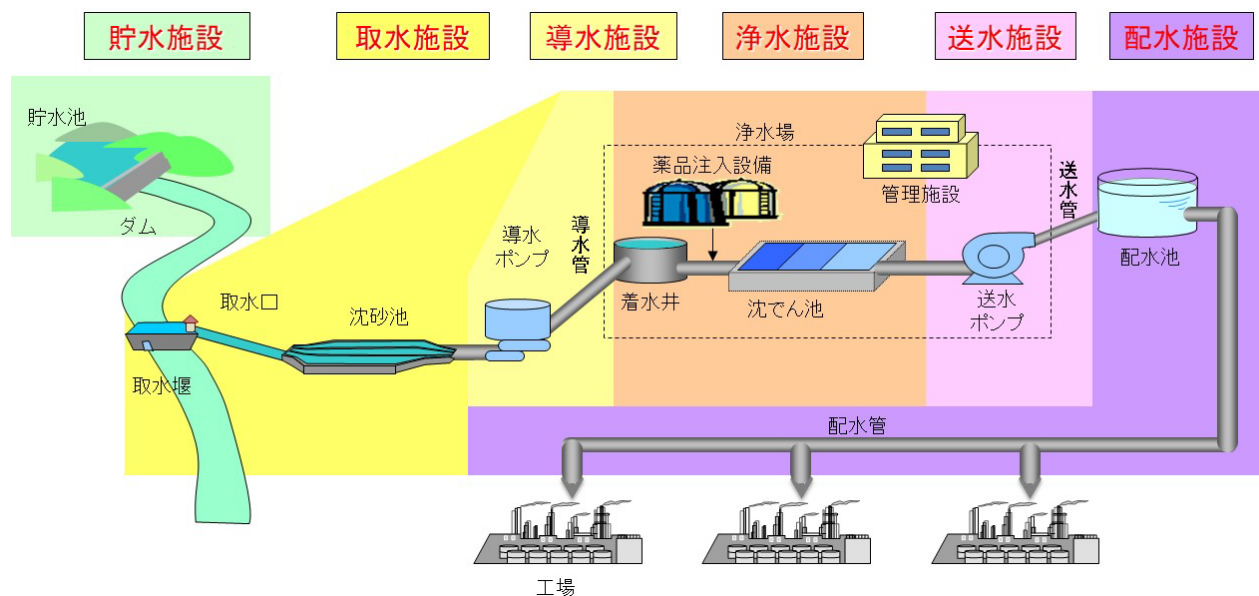 貯水施設
取水施設
導水施設
浄水施設
送水施設
配水施設
貯水池
ダム
取水口
取水堰
沈砂池
導水
ポンプ
導水管
浄水場
薬品注入設備
管理施設
着水井
沈でん池
送水
ポンプ
送水管
配水池
配水管
工場